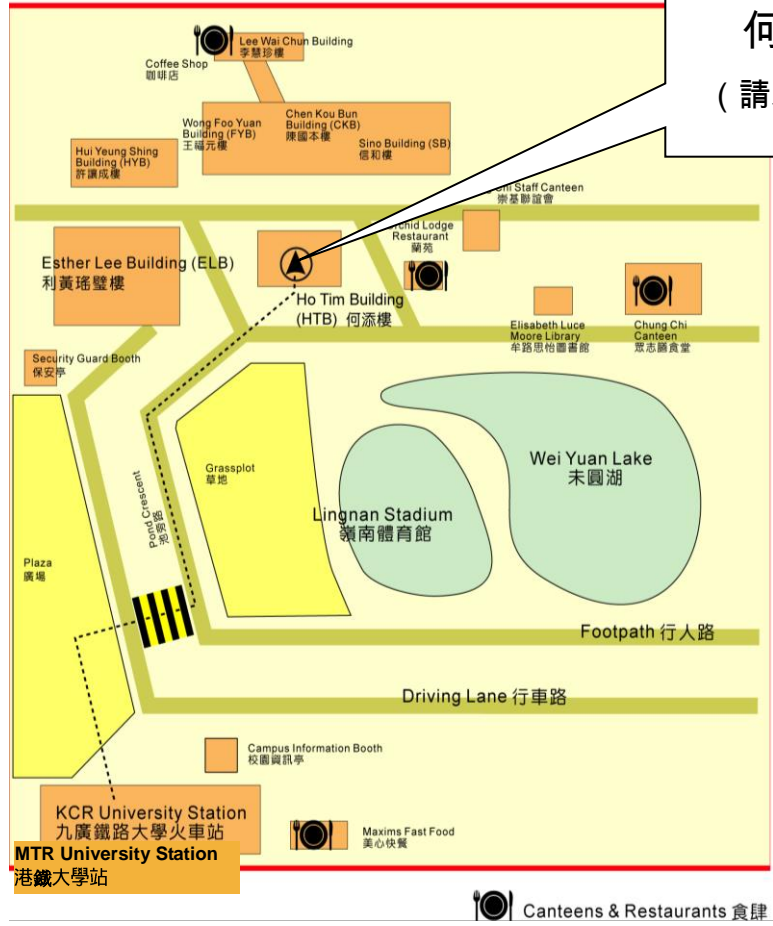 何
(請
Lee Wai Chun Building
李慧珍樓
Coffee Shop
咖啡店
Wong Foo Yuan
Building (FYB)
王福元樓
Chen Kou Bun
Building (CKB)
陳國本樓
Sino Building (SB)
信和樓
Hui Yeung Shing
Building (HYB)
許讓成樓
Staff Canteen
崇基聯誼會
Lodge
Restaurant
蘭苑
Esther Lee Building (ELB)
利黃瑤璧樓
Ho Tim Building
(HTB) 何添樓
Elisabeth Luce
Moore Library
牟路思怡圖書館
Chung Chi
Canteen
眾志膳食堂
Security Guard Booth
保安亭
Grassplot
草地
Pond Crescent
池旁路
Wei Yuan Lake
未圓湖
Lingnan Stadium
嶺南體育館
Plaza
廣場
Footpath 行人路
Driving Lane 行車路
Campus Information Booth
校園資訊亭
KCR University Station
九廣鐵路大學火車站
MTR University Station
港鐵大學站
Maxims Fast Food
美心快餐
Canteens & Restaurants 食肆